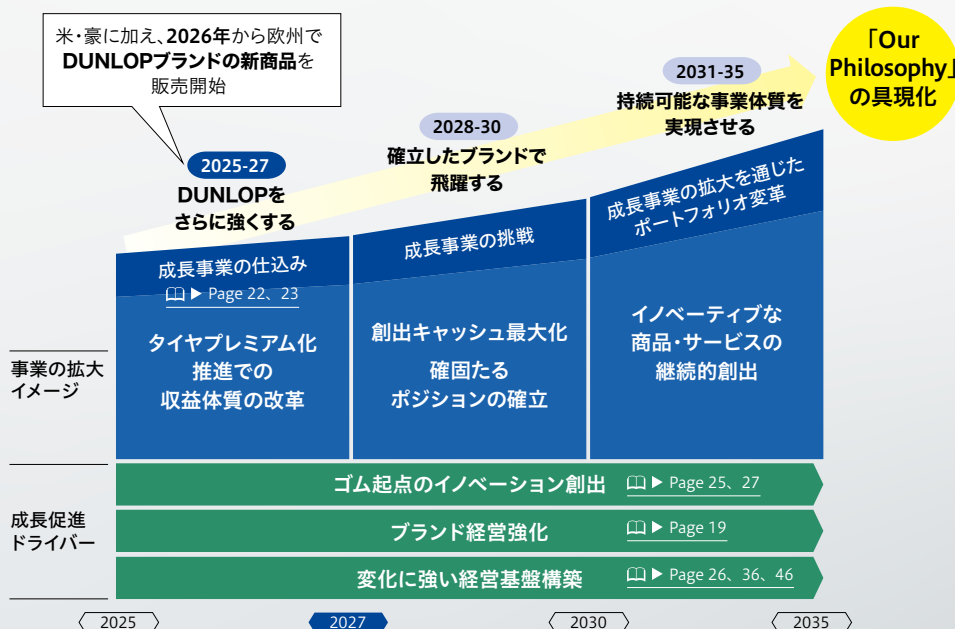 米・豪に加え、2026年から欧州で
DUNLOPブランドの新商品を
販売開始
「Our
Philosophy」
の具現化
2031-35
持続可能な事業体質を
実現させる
2028-30
確立したブランドで
飛躍する
2025-27
DUNLOPを
さらに強くする
成長事業の仕込み
▶ Page 22、23
成長事業の挑戦
成長事業の拡大を通じた
ポートフォリオ変革
事業の拡大
イメージ
タイヤプレミアム化
推進での
収益体質の改革
創出キャッシュ最大化
確固たる
ポジションの確立
イノベーティブな
商品・サービスの
継続的創出
成長促進
ドライバー
ゴム起点のイノベーション創出 ▶ Page 25、27
ブランド経営強化 ▶ Page 19
変化に強い経営基盤構築 ▶ Page 26、36、46
2025 2027 2030 2035